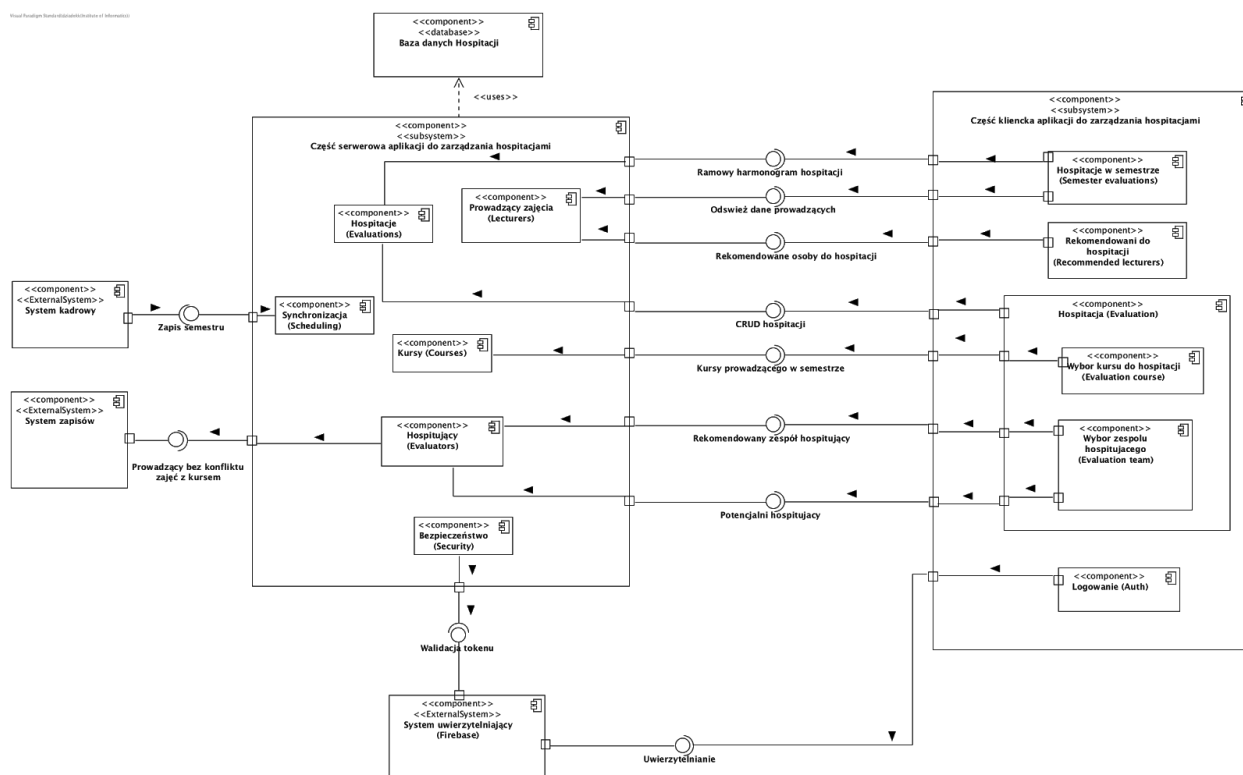 Visual Paradigm Standard
<<component>>
<<database>>
Baza danych Hospitacji
<<uses>>
<<component>>
<<subsystem>>
Część serwerowa aplikacji do zarządzania hospitacjami
<<component>>
<<subsystem>>
Część kliencka aplikacji do zarządzania hospitacjami
Ramowy harmonogram hospitacji
<<component>>
Hospitacje w semestrze
(Semester evaluations)
<<component>>
Prowadzący zajęcia
(Lecturers)
<<component>>
Hospitacje
(Evaluations)
Odswież dane prowadzących
Rekomendowane osoby do hospitacji
<<component>>
Rekomendowani do
hospitacji
(Recommended lecturers)
<<component>>
<<ExternalSystem>>
System kadrowy
Zapis semestru
<<component>>
Synchronizacja
(Scheduling)
CRUD hospitacji
<<component>>
Hospitacja (Evaluation)
<<component>>
Kursy (Courses)
Kursy prowadzącego w semestrze
<<component>>
Wybor kursu do hospitacji
(Evaluation course)
<<component>>
<<ExternalSystem>>
System zapisów
Prowadzący bez konfliktu
zajęć z kursem
<<component>>
Hospitujący
(Evaluators)
Rekomendowany zespół hospitujący
<<component>>
Wybor zespolu
hospitujacego
(Evaluation team)
Potencjalni hospitujacy
<<component>>
Bezpieczeństwo
(Security)
<<component>>
Logowanie (Auth)
Walidacja tokenu
<<component>>
<<ExternalSystem>>
System uwierzytelniający
(Firebase)
Uwierzytelnianie